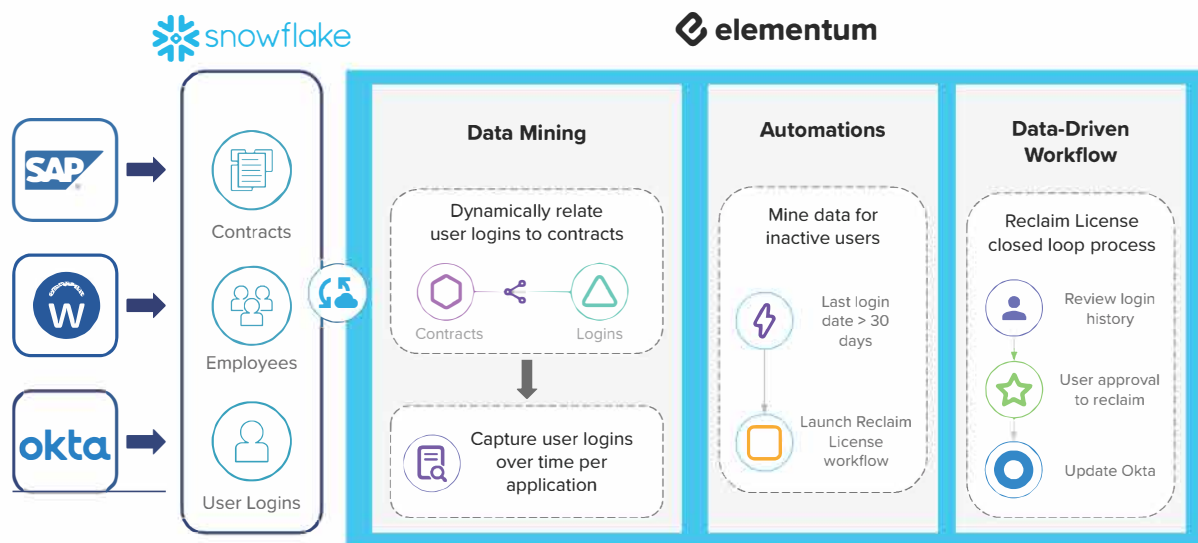 snowflake
elementum
SAP
®
Contracts
W
Employees
okta
User Logins
Data Mining
Dynamically relate
user logins to contracts
Contracts
Logins
Capture user logins
over time per
application
Automations
Mine data for
inactive users
Last login
date > 30
days
Launch Reclaim
License
workflow
Data-Driven
Workflow
Reclaim License
closed loop process
Review login
history
User approval
to reclaim
Update Okta